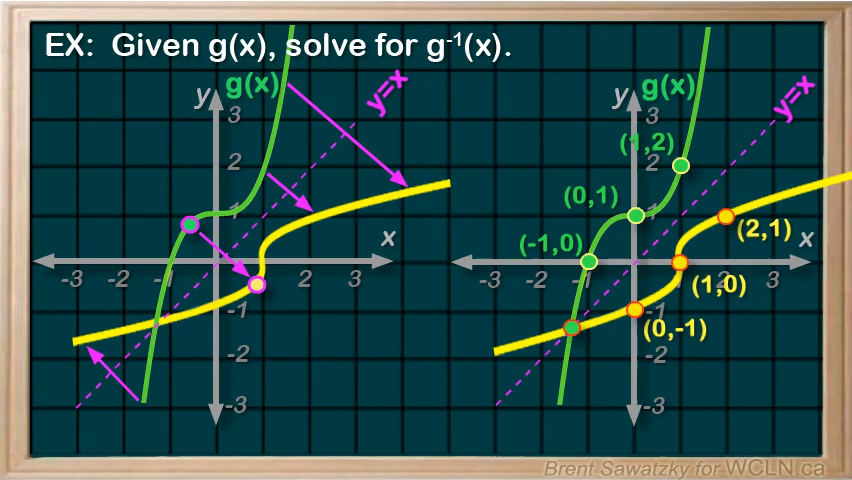 EX: Given g(x), solve for g⁻¹(x).
y
g(x)
y=x
3
2
1
x
-3 -2 -1 2 3
-1
-2
-3
y
g(x)
y=x
3
(1,2)
2
(0,1)
1
(-1,0)
(2,1)
x
-3 -2 -1 2 3
(1,0)
-1
(0,-1)
-2
-3
Brent Sawatzky for WCLN.ca